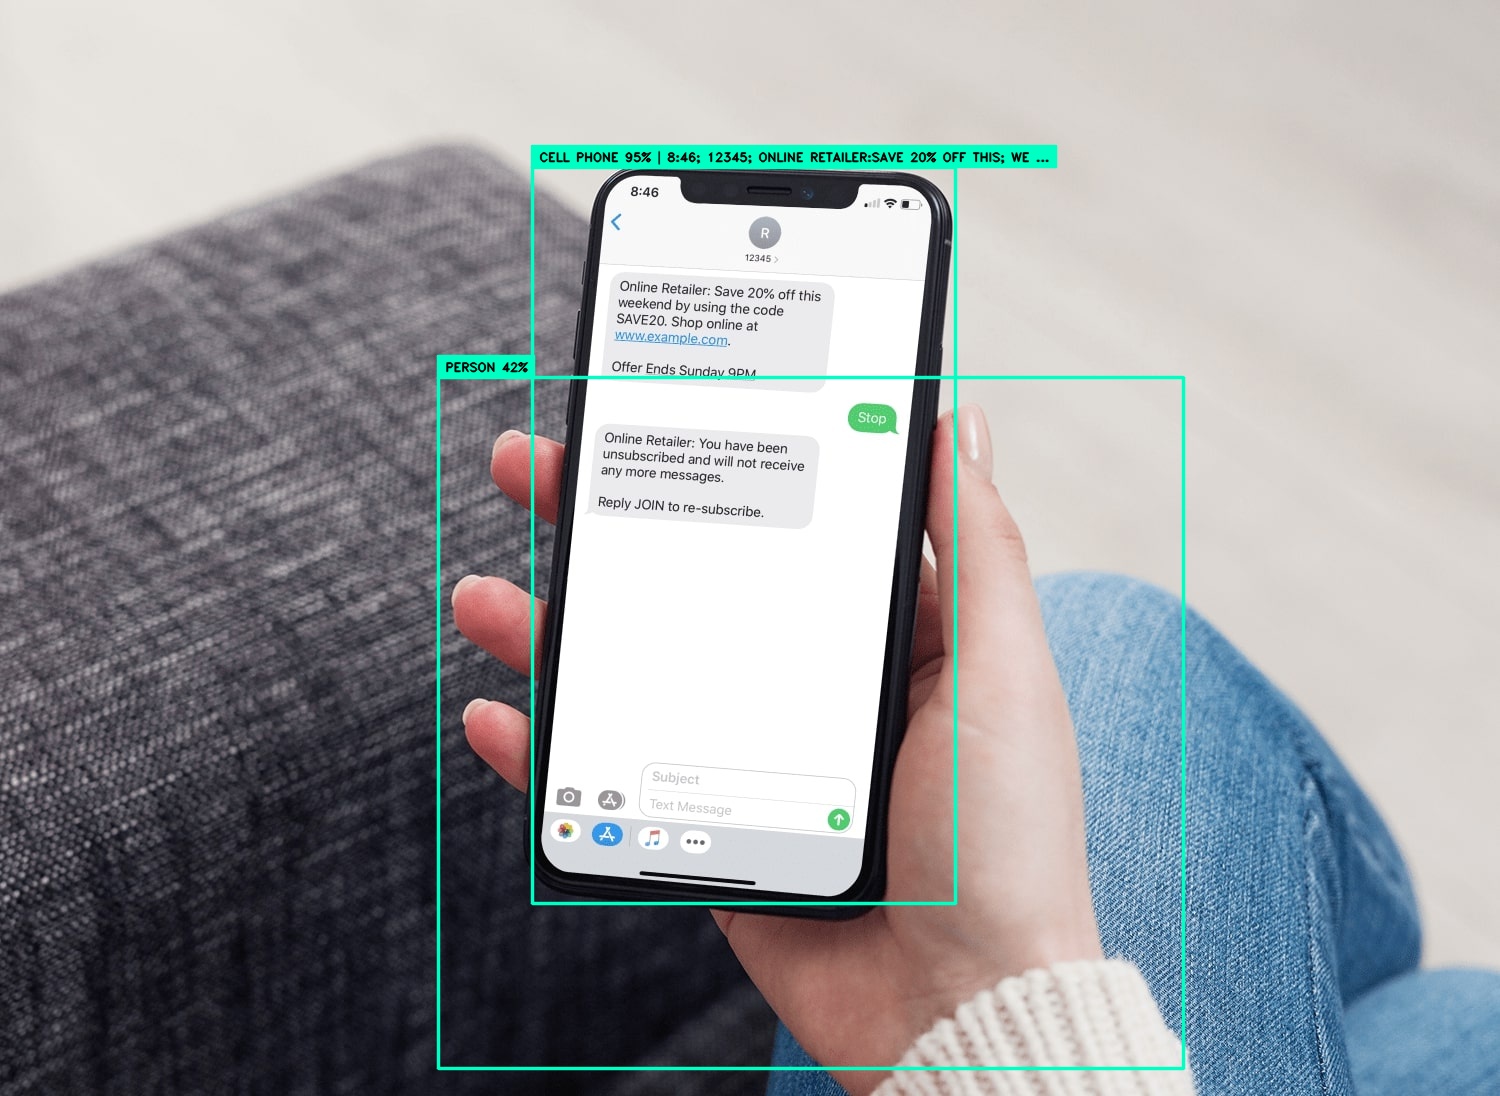 CELL PHONE 95% | 8:46; 12345; ONLINE RETAILER:SAVE 20% OFF THIS; WE ...
8:46
R
12345 >
Online Retailer: Save 20% off this
weekend by using the code
SAVE20. Shop online at
www.example.com.
Offer Ends Sunday 9PM
PERSON 42%
Stop
Online Retailer: You have been
unsubscribed and will not receive
any more messages.
Reply JOIN to re-subscribe.
Subject
Text Message